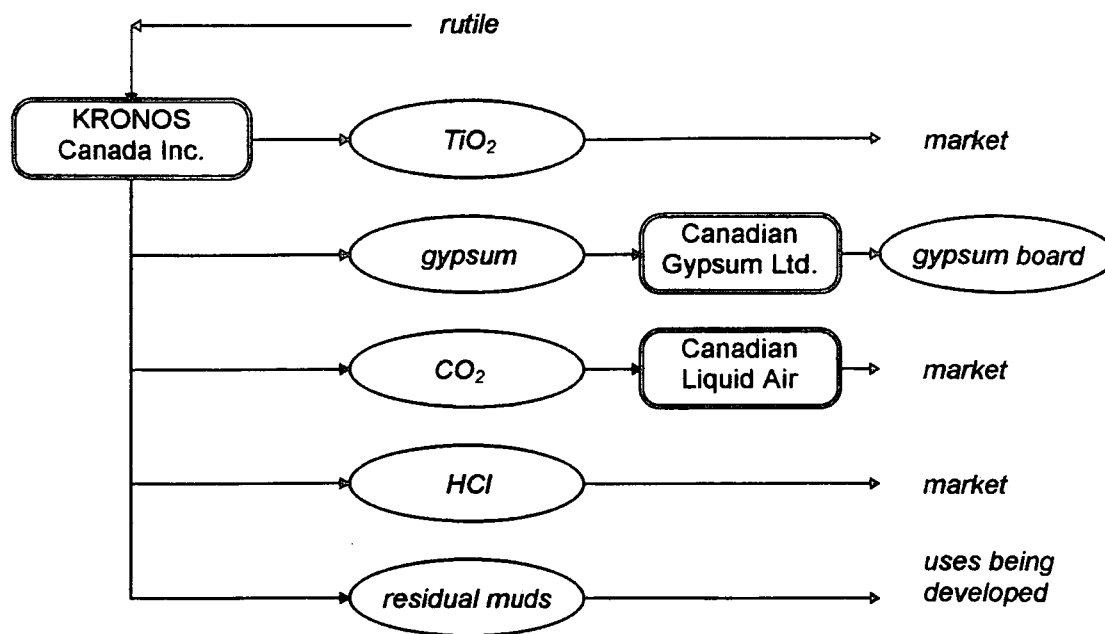 rutile
KRONOS
Canada Inc.
TiO₂
market
gypsum
Canadian
Gypsum Ltd.
gypsum board
CO₂
Canadian
Liquid Air
market
HCl
market
residual muds
uses being
developed